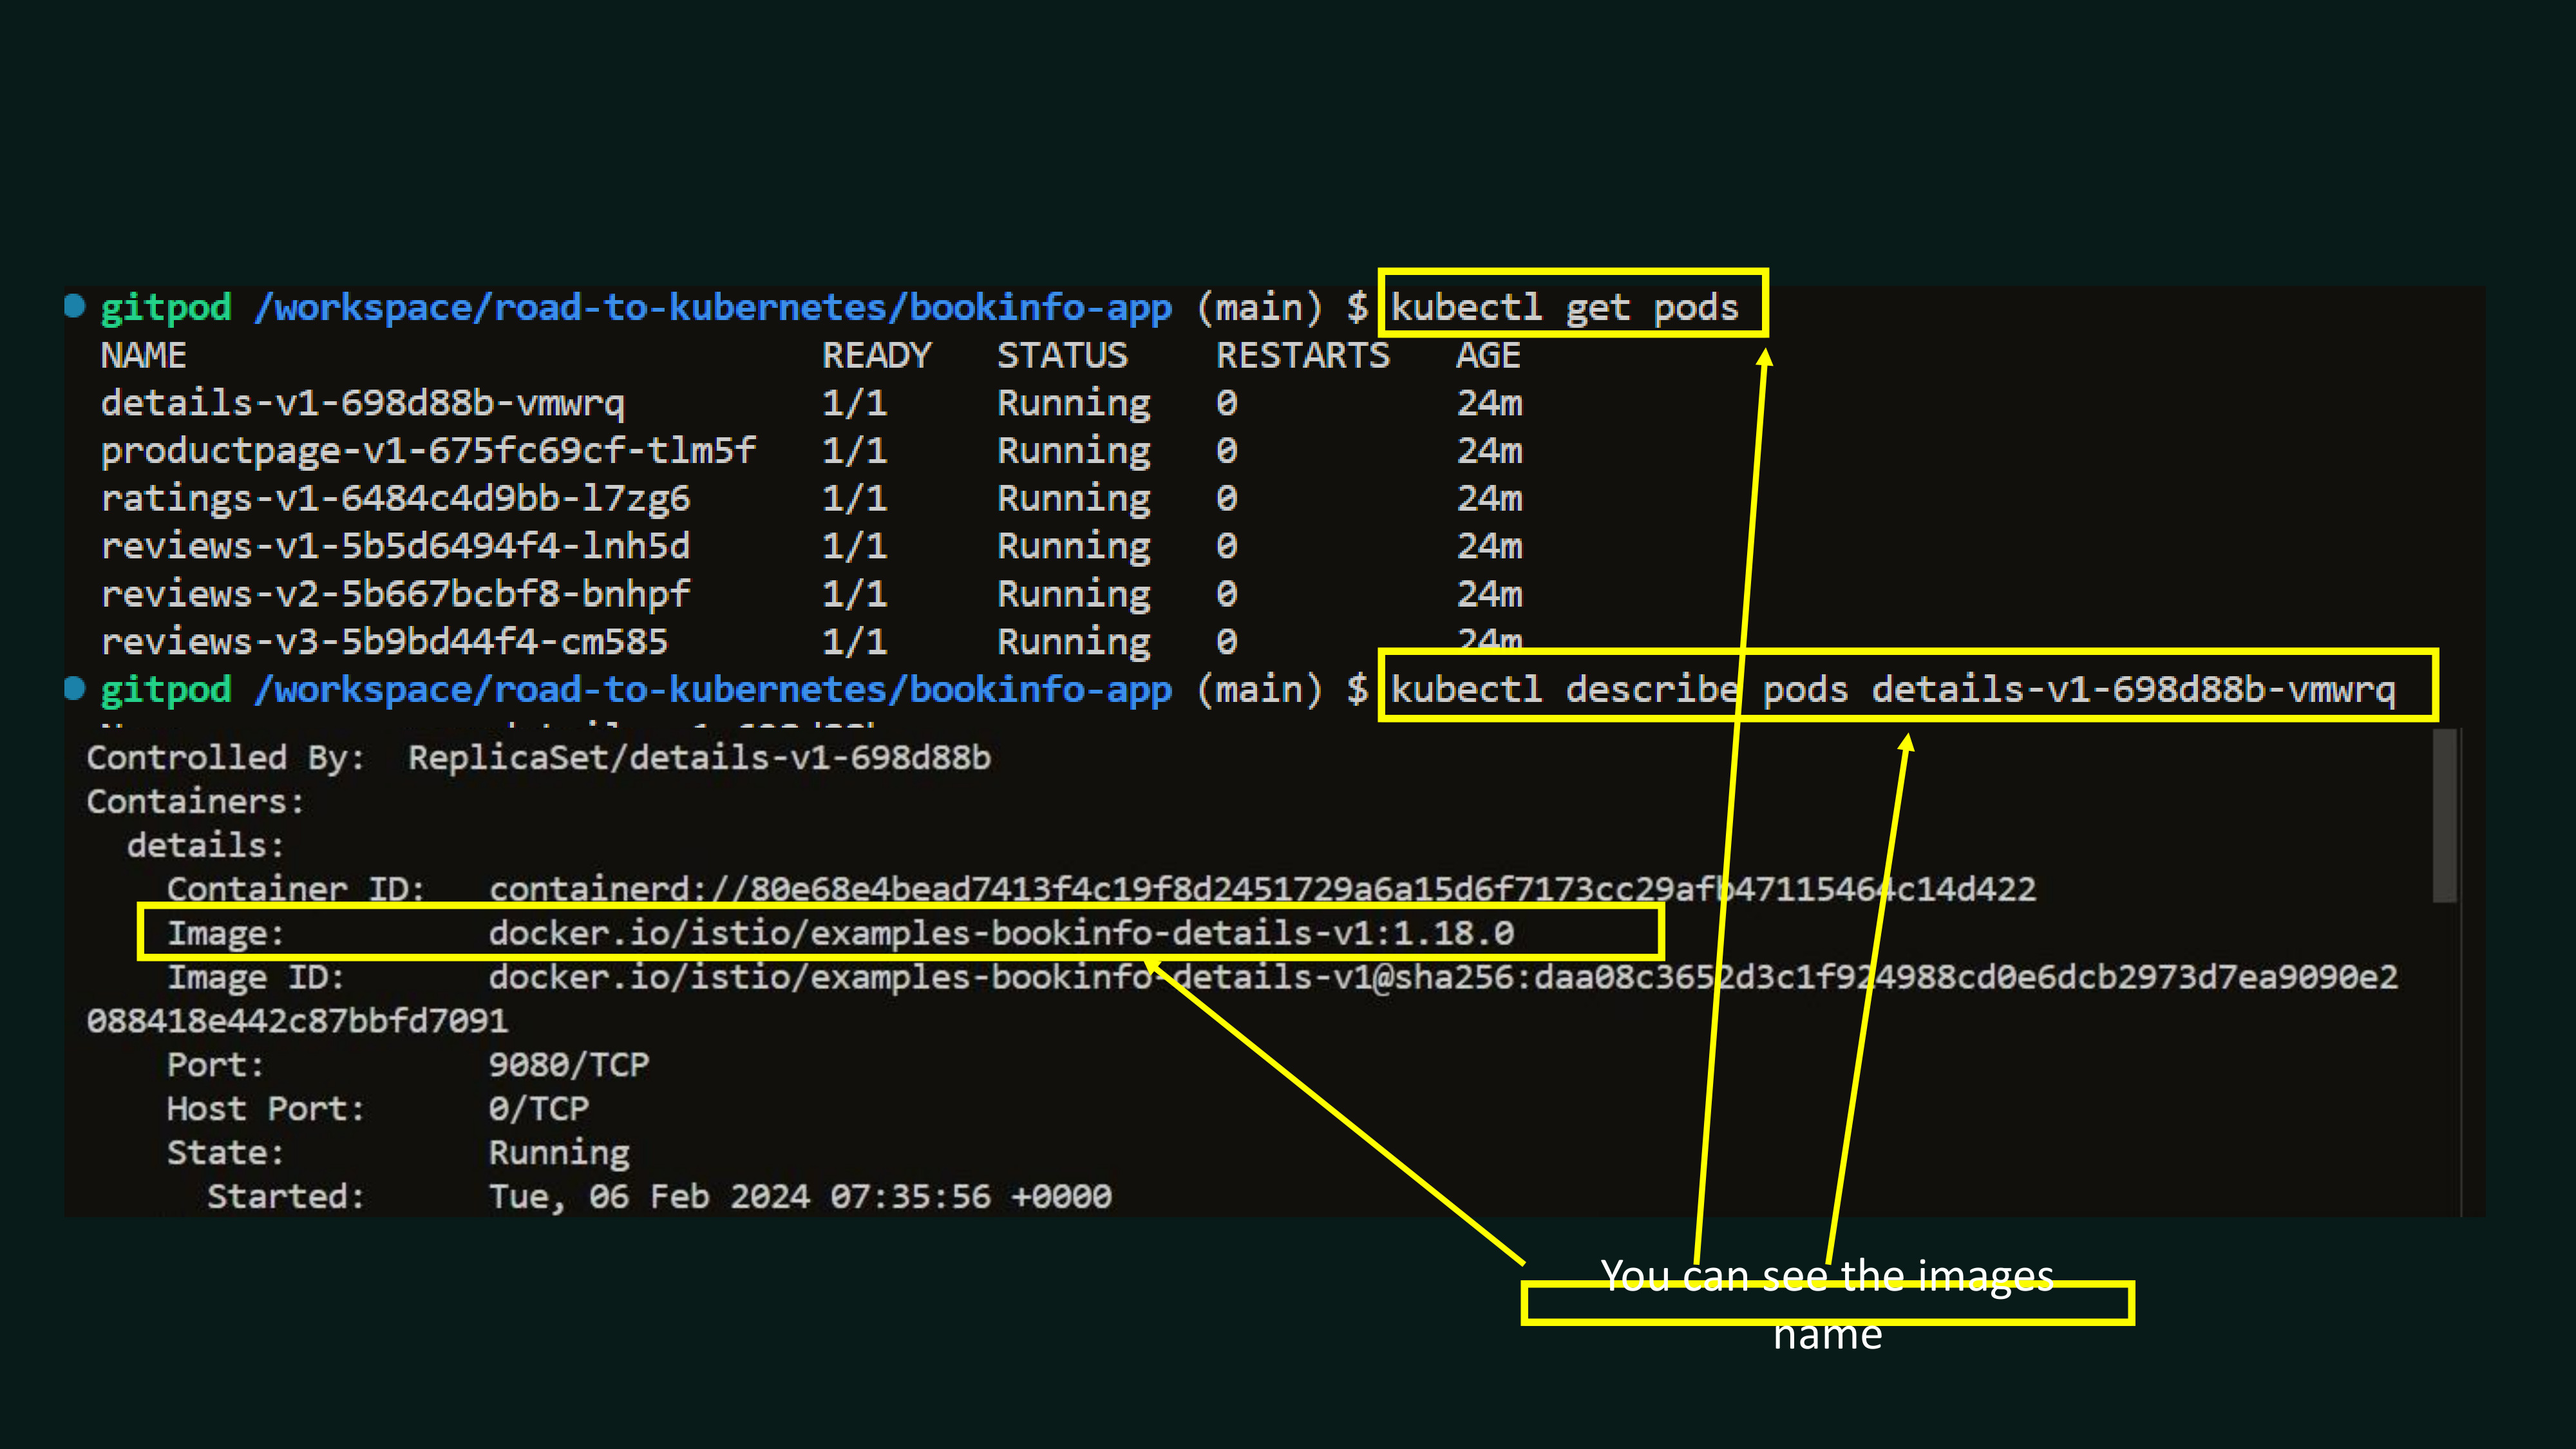 gitpod /workspace/road-to-kubernetes/bookinfo-app (main) $ kubectl get pods
NAME READY STATUS RESTARTS AGE
details-v1-698d88b-vmwrq 1/1 Running 0 24m
productpage-v1-675fc69cf-tlm5f 1/1 Running 0 24m
ratings-v1-6484c4d9bb-l7zg6 1/1 Running 0 24m
reviews-v1-5b5d6494f4-lnh5d 1/1 Running 0 24m
reviews-v2-5b667bcbf8-bnhpf 1/1 Running 0 24m
reviews-v3-5b9bd44f4-cm585 1/1 Running 0 24m
gitpod /workspace/road-to-kubernetes/bookinfo-app (main) $ kubectl describe pods details-v1-698d88b-vmwrq
Controlled By: ReplicaSet/details-v1-698d88b
Containers:
details:
Container ID: containerd://80e68e4bead7413f4c19f8d2451729a6a15d6f7173cc29afb47115464c14d422
Image: docker.io/istio/examples-bookinfo-details-v1:1.18.0
Image ID: docker.io/istio/examples-bookinfo-details-v1@sha256:daa08c3652d3c1f924988cd0e6dcb2973d7ea9090e2
088418e442c87bbfd7091
Port: 9080/TCP
Host Port: 0/TCP
State: Running
Started: Tue, 06 Feb 2024 07:35:56 +0000
You can see the images
name